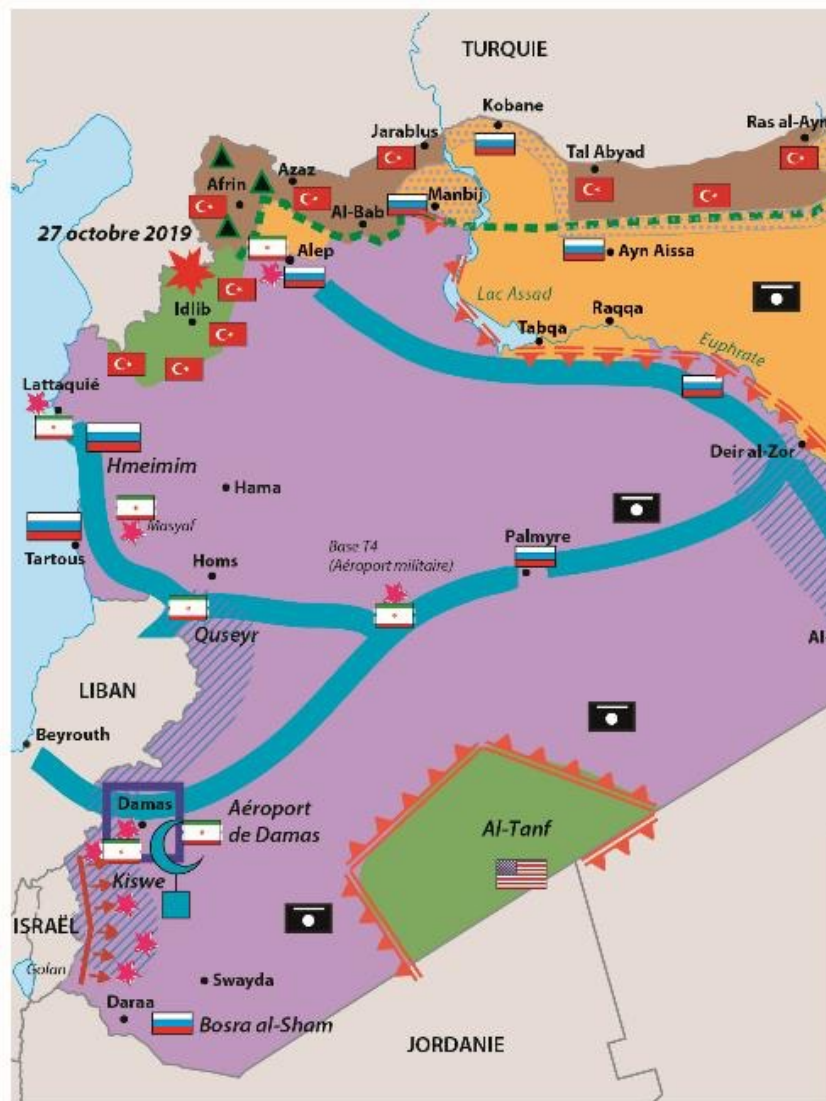 TURQUIE
Kobane
Ras al-Ayn
Jarablus
Tal Abyad
Azaz
Afrin
Manbij
Al-Bab
27 octobre 2019
Alep
Ayn Aissa
Lac Assad
Idlib
Raqqa
Tabqa
Euphrate
Lattaquié
Hmeimim
Deir al-Zor
Hama
Masyaf
Palmyre
Base T4
(Aéroport militaire)
Tartous
Homs
Quseyr
Al-
LIBAN
Beyrouth
Damas
Aéroport
de Damas
Al-Tanf
Kiswe
ISRAËL
Golan
Swayda
Daraa
Bosra al-Sham
JORDANIE